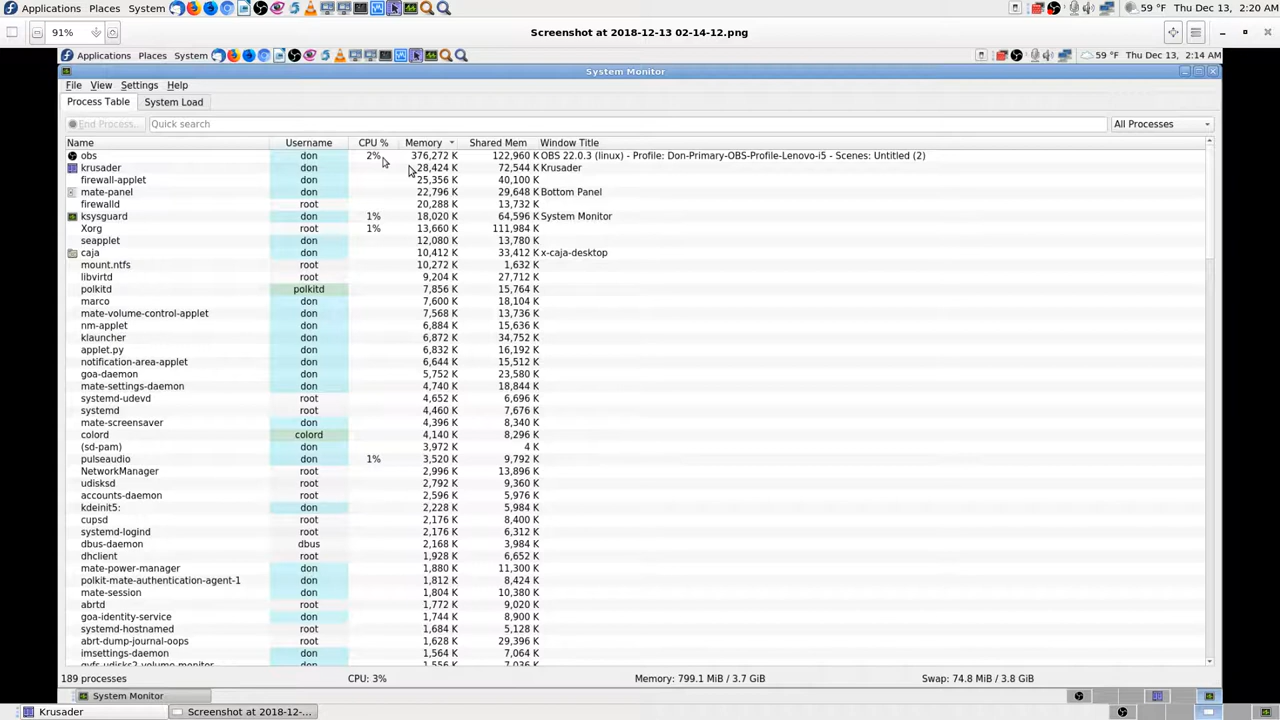 Applications Places System 59 °F Thu Dec 13, 2:20 AM
91% Screenshot at 2018-12-13 02-14-12.png
Applications Places System 59 °F Thu Dec 13, 2:14 AM
System Monitor
File View Settings Help
Process Table System Load
End Process... Quick search All Processes
Name Username CPU % Memory Shared Mem Window Title
obs don 2% 376,272 K 122,960 K OBS 22.0.3 (linux) - Profile: Don-Primary-OBS-Profile-Lenovo-i5 - Scenes: Untitled (2)
krusader don 28,424 K 72,544 K Krusader
firewall-applet don 25,356 K 40,100 K
mate-panel don 22,796 K 29,648 K Bottom Panel
firewalld root 20,288 K 13,732 K
ksysguard don 1% 18,020 K 64,596 K System Monitor
Xorg root 1% 13,660 K 111,984 K
seapplet don 12,080 K 13,780 K
caja don 10,412 K 33,412 K x-caja-desktop
mount.ntfs root 10,272 K 1,632 K
libvirtd root 9,204 K 27,712 K
polkitd polkitd 7,856 K 15,764 K
marco don 7,600 K 18,104 K
mate-volume-control-applet don 7,568 K 13,736 K
nm-applet don 6,884 K 15,636 K
klauncher don 6,872 K 34,752 K
applet.py don 6,832 K 16,192 K
notification-area-applet don 6,644 K 15,512 K
goa-daemon don 5,752 K 23,580 K
mate-settings-daemon don 4,740 K 18,844 K
systemd-udevd root 4,652 K 6,696 K
systemd root 4,460 K 7,676 K
mate-screensaver don 4,396 K 8,340 K
colord colord 4,140 K 8,296 K
(sd-pam) don 3,972 K 4 K
pulseaudio don 1% 3,520 K 9,792 K
NetworkManager root 2,996 K 13,896 K
udisksd root 2,792 K 9,360 K
accounts-daemon root 2,596 K 5,976 K
kdeinit5: don 2,228 K 5,984 K
cupsd root 2,176 K 8,400 K
systemd-logind root 2,176 K 6,312 K
dbus-daemon dbus 2,168 K 3,984 K
dhclient root 1,928 K 6,652 K
mate-power-manager don 1,880 K 11,300 K
polkit-mate-authentication-agent-1 don 1,812 K 8,424 K
mate-session don 1,804 K 10,380 K
abrtd root 1,772 K 9,020 K
goa-identity-service don 1,744 K 8,900 K
systemd-hostnamed root 1,684 K 5,128 K
abrt-dump-journal-oops root 1,628 K 29,396 K
imsettings-daemon don 1,564 K 7,064 K
gvfs-udisks2-volume-monitor don 1,556 K 7,036 K
189 processes CPU: 3% Memory: 799.1 MiB / 3.7 GiB Swap: 74.8 MiB / 3.8 GiB
System Monitor
Krusader Screenshot at 2018-12-...